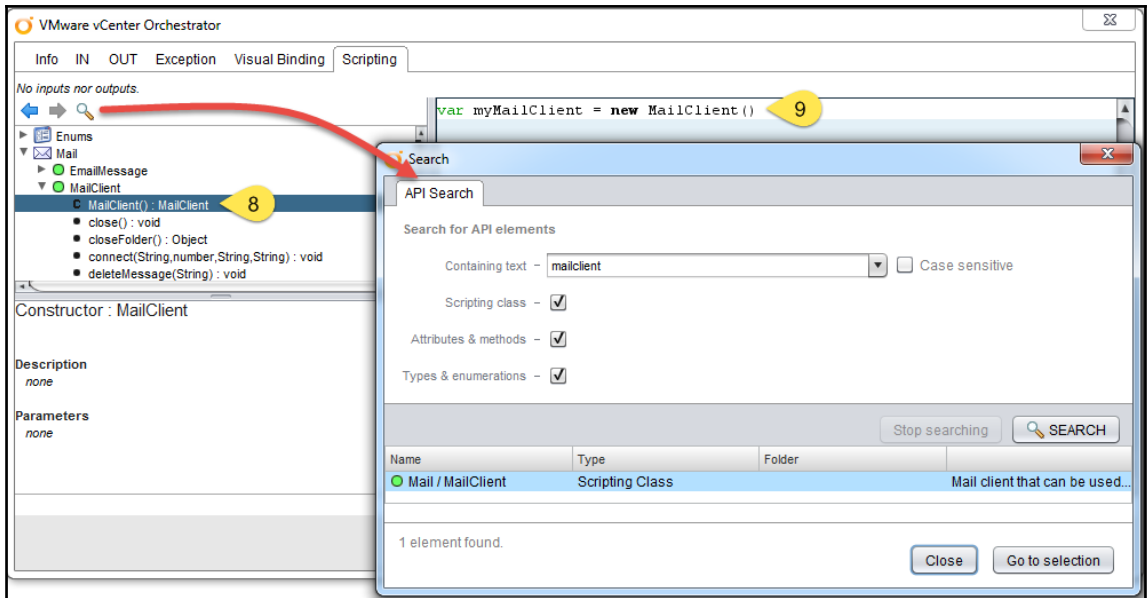 VMware vCenter Orchestrator
Info IN OUT Exception Visual Binding Scripting
No inputs nor outputs.
var myMailClient = new MailClient() 9
Enums
Mail
EmailMessage
MailClient
C MailClient() : MailClient 8
close() : void
closeFolder() : Object
connect(String,number,String,String) : void
deleteMessage(String) : void
Constructor : MailClient
Description
none
Parameters
none
Search
API Search
Search for API elements
Containing text – mailclient Case sensitive
Scripting class –
Attributes & methods –
Types & enumerations –
Stop searching SEARCH
Name Type Folder
Mail / MailClient Scripting Class Mail client that can be used...
1 element found.
Close Go to selection